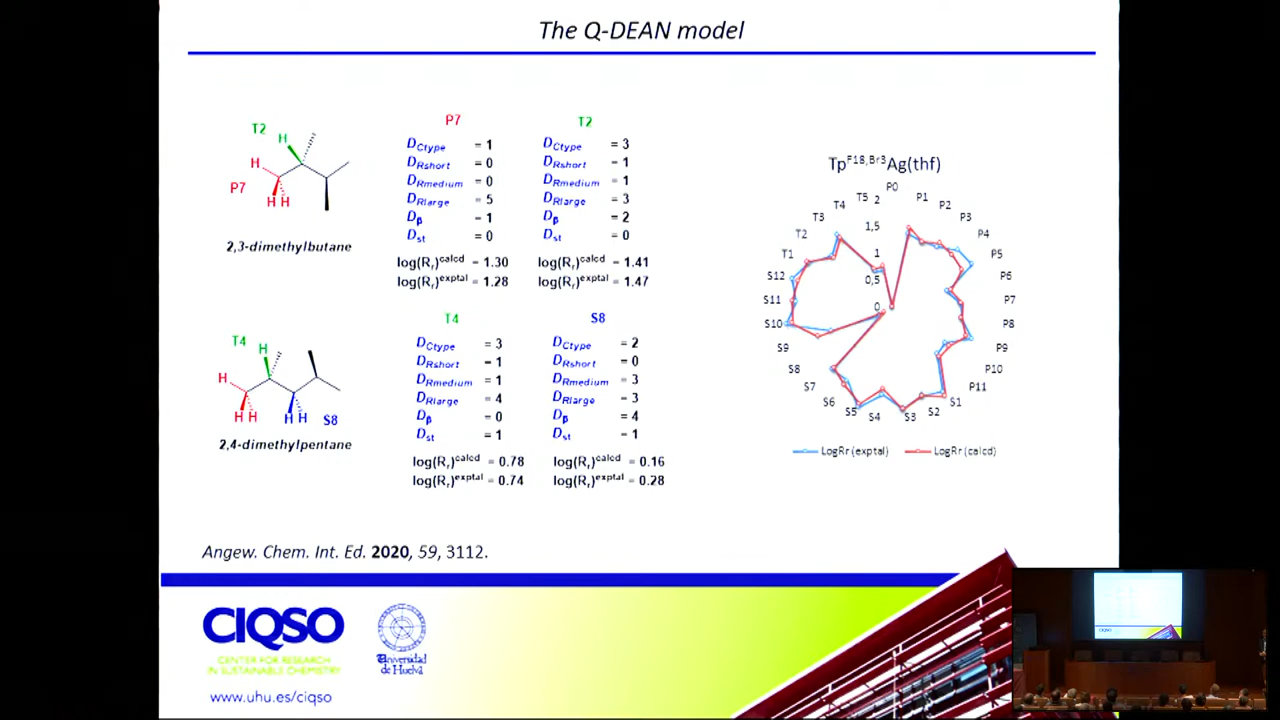 The Q-DEAN model
T2
H
H
P7
H H
2,3-dimethylbutane
P7
D_Ctype = 1
D_Rshort = 0
D_Rmedium = 0
D_Rlarge = 5
D_β = 1
D_st = 0
log(R_r)^calcd = 1.30
log(R_r)^exptal = 1.28
T2
D_Ctype = 3
D_Rshort = 1
D_Rmedium = 1
D_Rlarge = 3
D_β = 2
D_st = 0
log(R_r)^calcd = 1.41
log(R_r)^exptal = 1.47
T4
H
H
H H
H H
S8
2,4-dimethylpentane
T4
D_Ctype = 3
D_Rshort = 1
D_Rmedium = 1
D_Rlarge = 4
D_β = 0
D_st = 1
log(R_r)^calcd = 0.78
log(R_r)^exptal = 0.74
S8
D_Ctype = 2
D_Rshort = 0
D_Rmedium = 3
D_Rlarge = 3
D_β = 4
D_st = 1
log(R_r)^calcd = 0.16
log(R_r)^exptal = 0.28
Tp^F18,Br3Ag(thf)
P0
P1
P2
P3
P4
P5
P6
P7
P8
P9
P10
P11
S1
S2
S3
S4
S5
S6
S7
S8
S9
S10
S11
S12
T1
T2
T3
T4
T5
2
1,5
1
0,5
0
LogRr (exptal)
LogRr (calcd)
Angew. Chem. Int. Ed. 2020, 59, 3112.
CIQSO
CENTER FOR RESEARCH
IN SUSTAINABLE CHEMISTRY
www.uhu.es/ciqso
Universidad
de Huelva